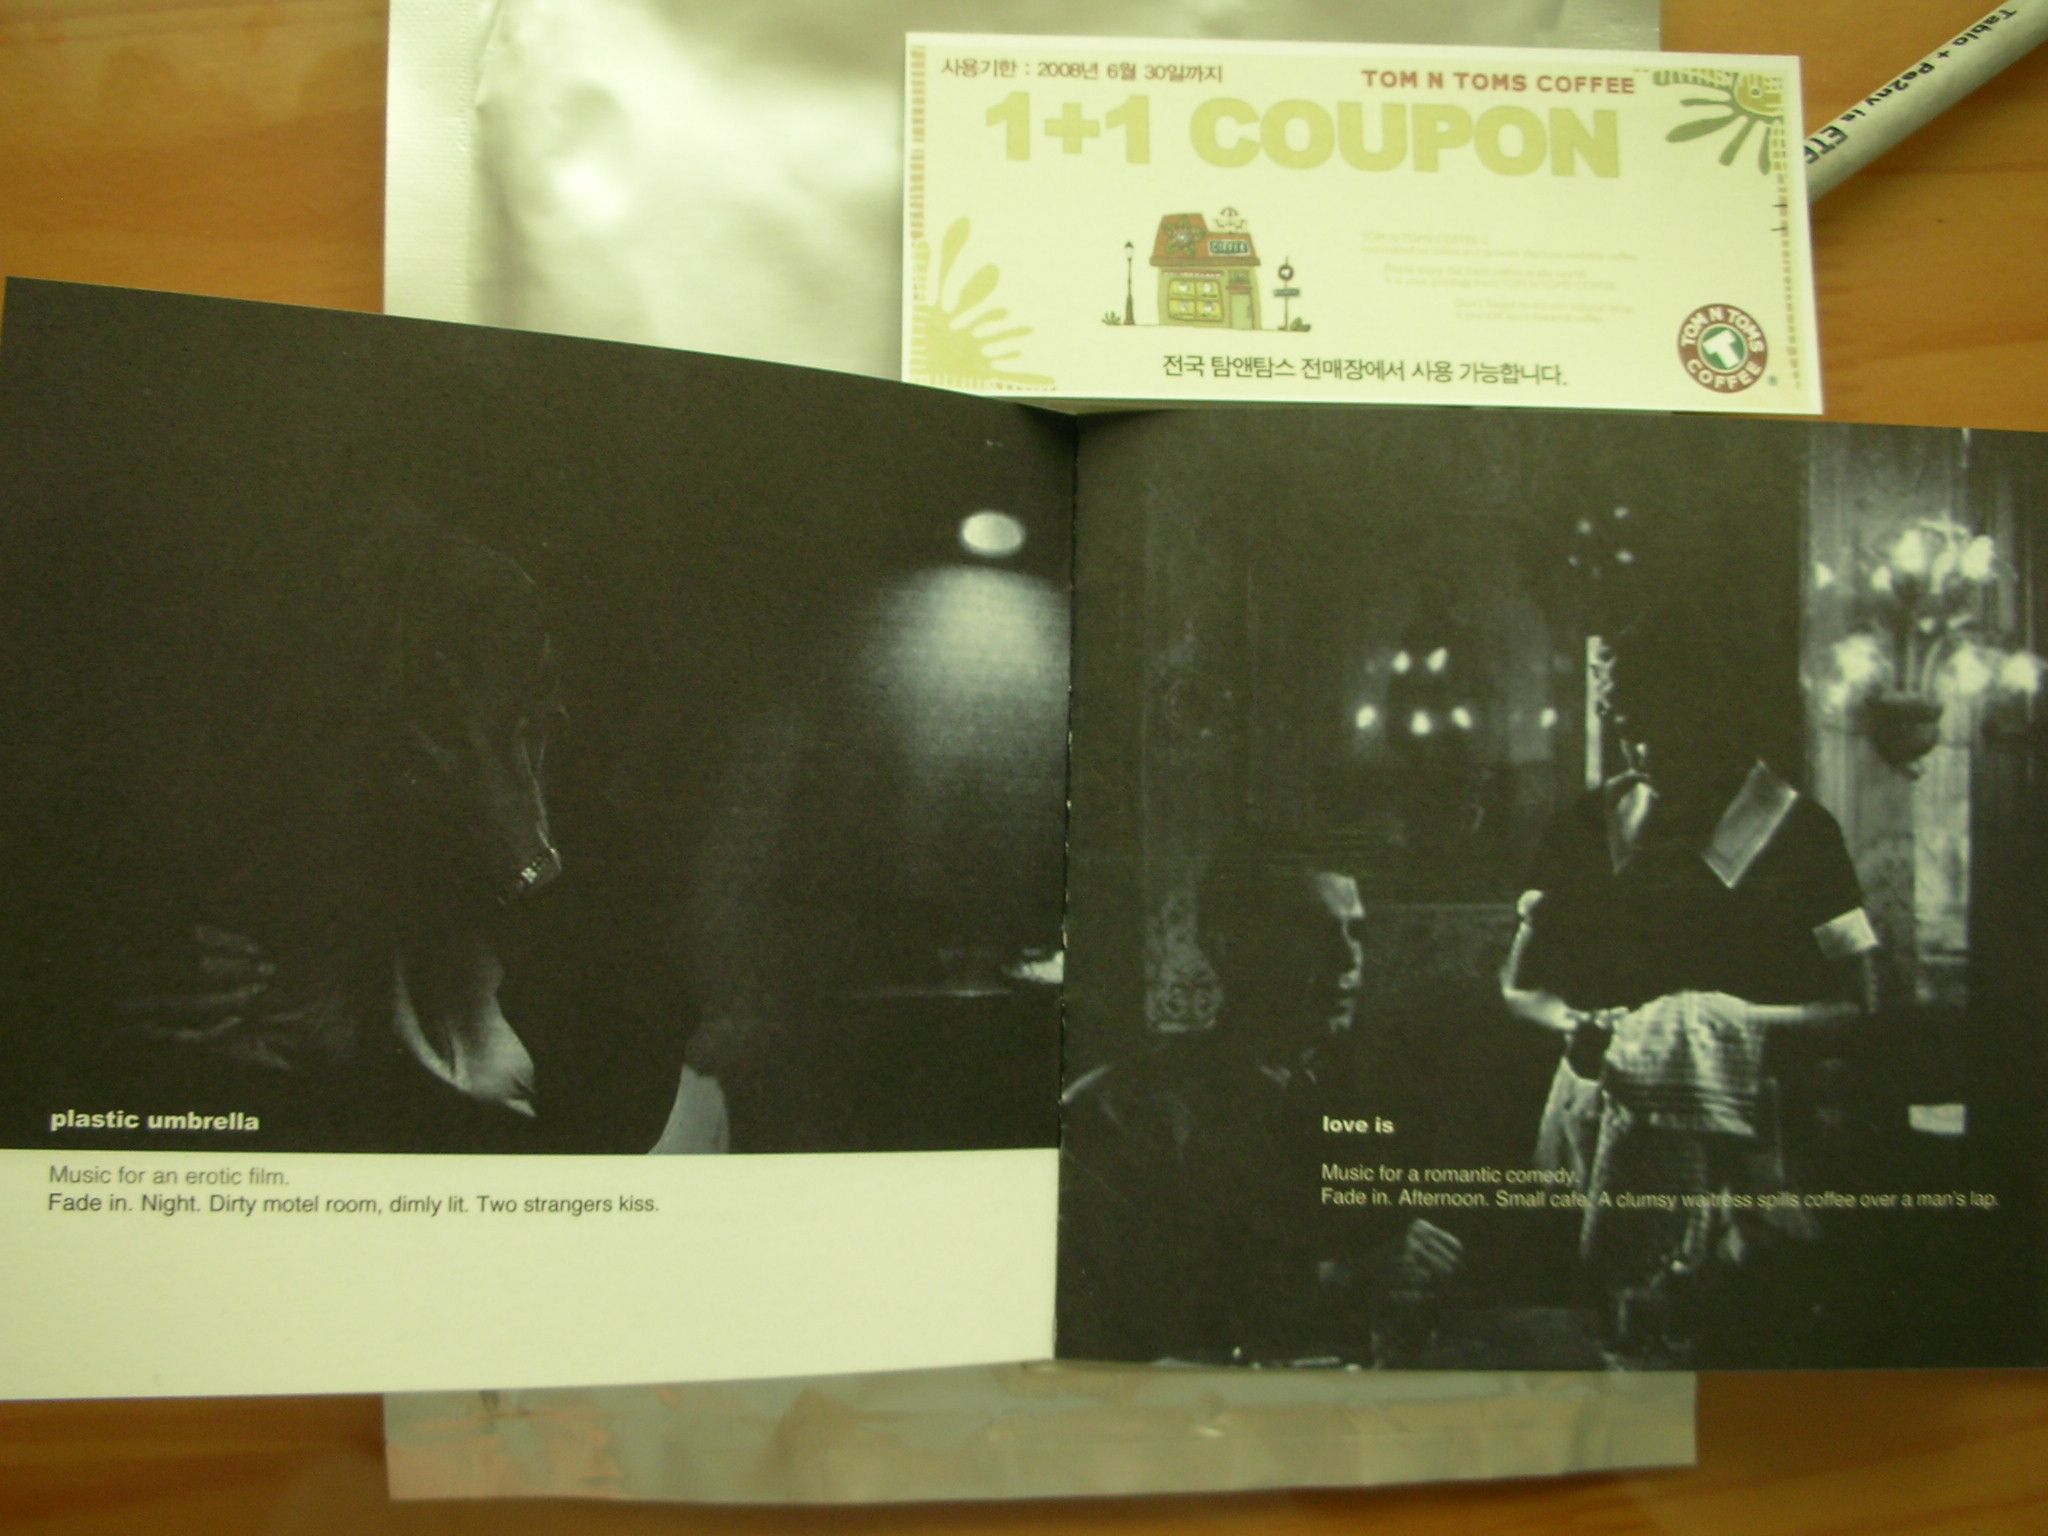 사용기한 : 2008년 6월 30일까지
TOM N TOMS COFFEE
1+1 COUPON
COFFEE
전국 탐앤탐스 전매장에서 사용 가능합니다.
TOM N TOMS COFFEE
Tablo + Pe2ny is
plastic umbrella
Music for an erotic film.
Fade in. Night. Dirty motel room, dimly lit. Two strangers kiss.
love is
Music for a romantic comedy.
Fade in. Afternoon. Small cafe. A clumsy waitress spills coffee over a man's lap.